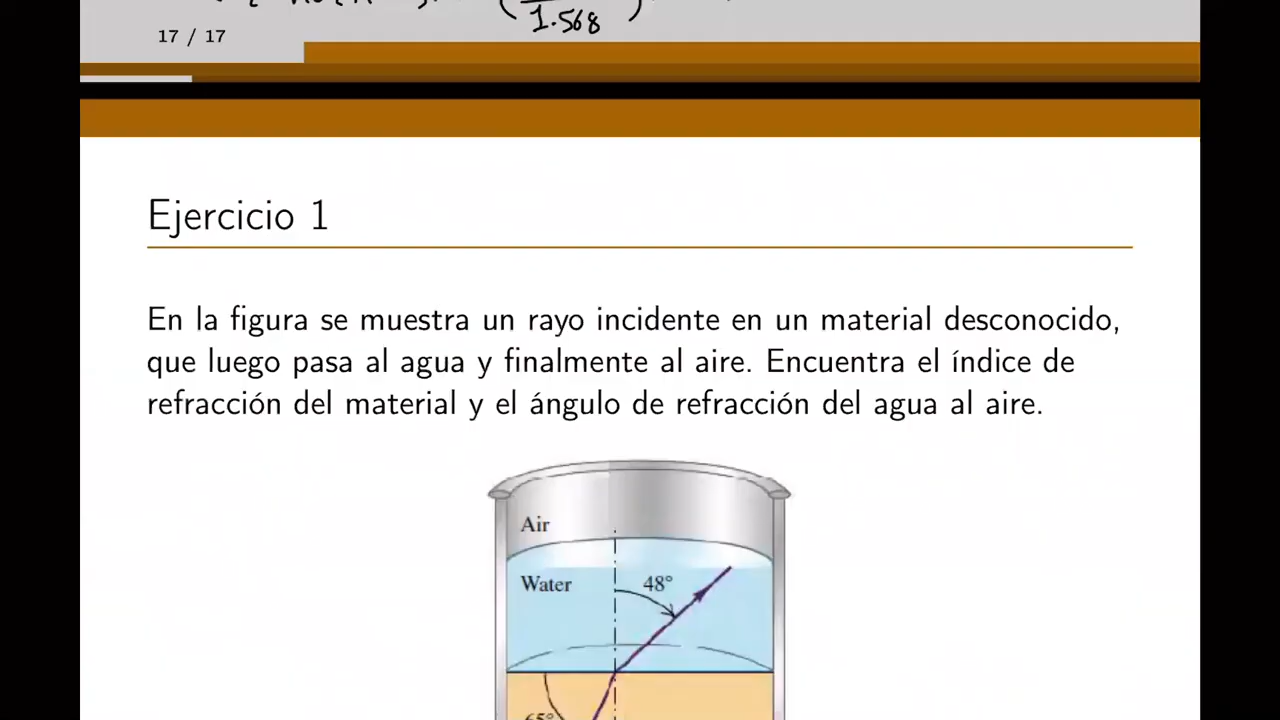 1.568
17 / 17
Ejercicio 1
En la figura se muestra un rayo incidente en un material desconocido,
que luego pasa al agua y finalmente al aire. Encuentra el índice de
refracción del material y el ángulo de refracción del agua al aire.
Air
Water 48°
65°